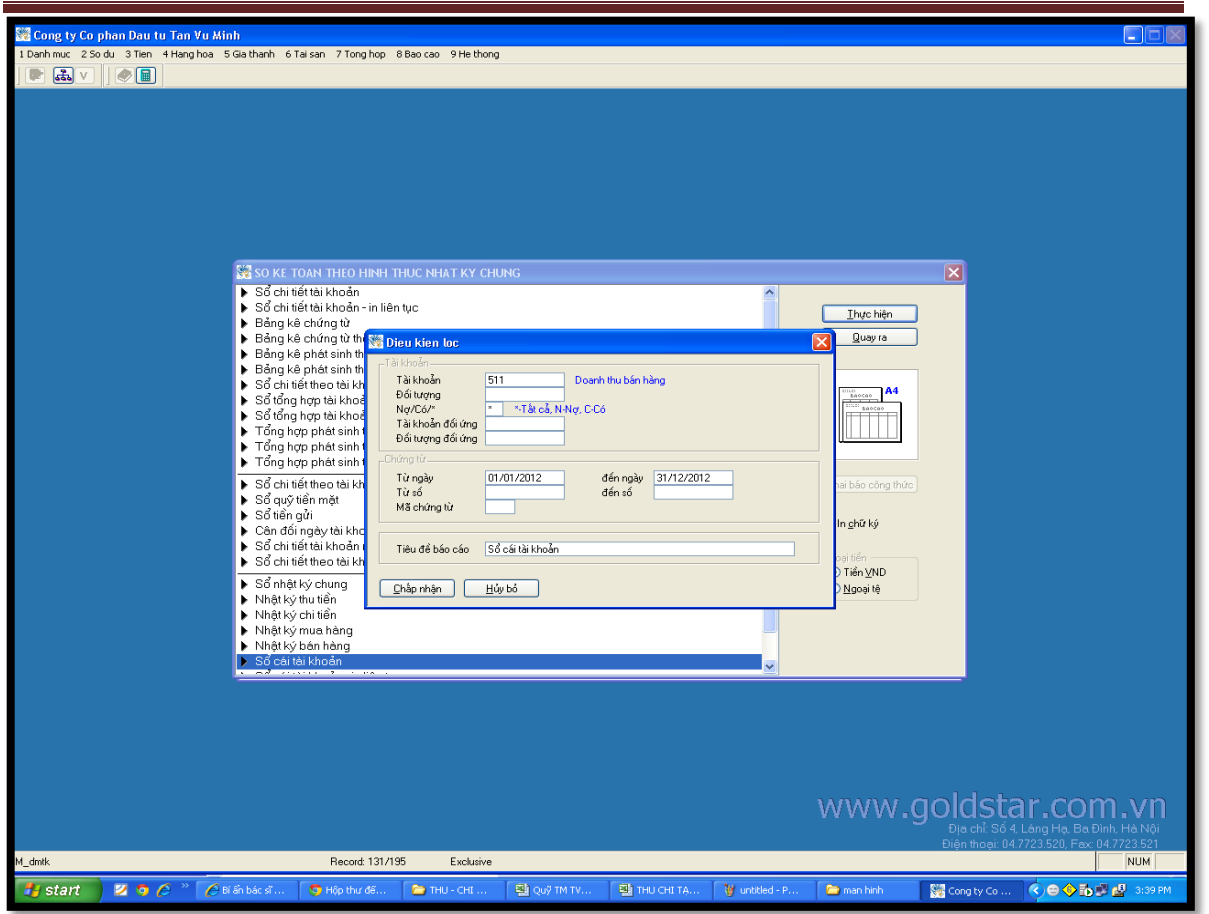 Cong ty Co phan Dau tu Tan Vu Minh
1 Danh muc 2 So du 3 Tien 4 Hang hoa 5 Gia thanh 6 Tai san 7 Tong hop 8 Bao cao 9 He thong
SO KE TOAN THEO HINH THUC NHAT KY CHUNG
Sổ chi tiết tài khoản
Sổ chi tiết tài khoản - in liên tục
Bảng kê chứng từ
Bảng kê chứng từ th
Bảng kê phát sinh th
Bảng kê phát sinh th
Sổ chi tiết theo tài kh
Sổ tổng hợp tài khoả
Sổ tổng hợp tài khoả
Tổng hợp phát sinh t
Tổng hợp phát sinh t
Tổng hợp phát sinh t
Sổ chi tiết theo tài kh
Sổ quỹ tiền mặt
Sổ tiền gửi
Cân đối ngày tài kho
Sổ chi tiết tài khoản
Sổ chi tiết theo tài kh
Sổ nhật ký chung
Nhật ký thu tiền
Nhật ký chi tiền
Nhật ký mua hàng
Nhật ký bán hàng
Sổ cái tài khoản
Thực hiện
Quay ra
A4
BAOCAO
BAOCAO
ai báo công thức
In chữ ký
oại tiền
Tiền VND
Ngoại tệ
Dieu kien loc
Tài khoản
Tài khoản 511 Doanh thu bán hàng
Đối tượng
Nợ/Có/* * *-Tất cả, N-Nợ, C-Có
Tài khoản đối ứng
Đối tượng đối ứng
Chứng từ
Từ ngày 01/01/2012 đến ngày 31/12/2012
Từ số đến số
Mã chứng từ
Tiêu đề báo cáo Sổ cái tài khoản
Chấp nhận Hủy bỏ
www.goldstar.com.vn
Địa chỉ: Số 4, Láng Hạ, Ba Đình, Hà Nội
Điện thoại: 04.7723.520, Fax: 04.7723.521
M_dmtk Record: 131/195 Exclusive NUM
start Bí ẩn bác sĩ ... Hộp thư đế... THU - CHI ... Quỹ TM TV... THU CHI TA... untitled - P... man hinh Cong ty Co ... 3:39 PM